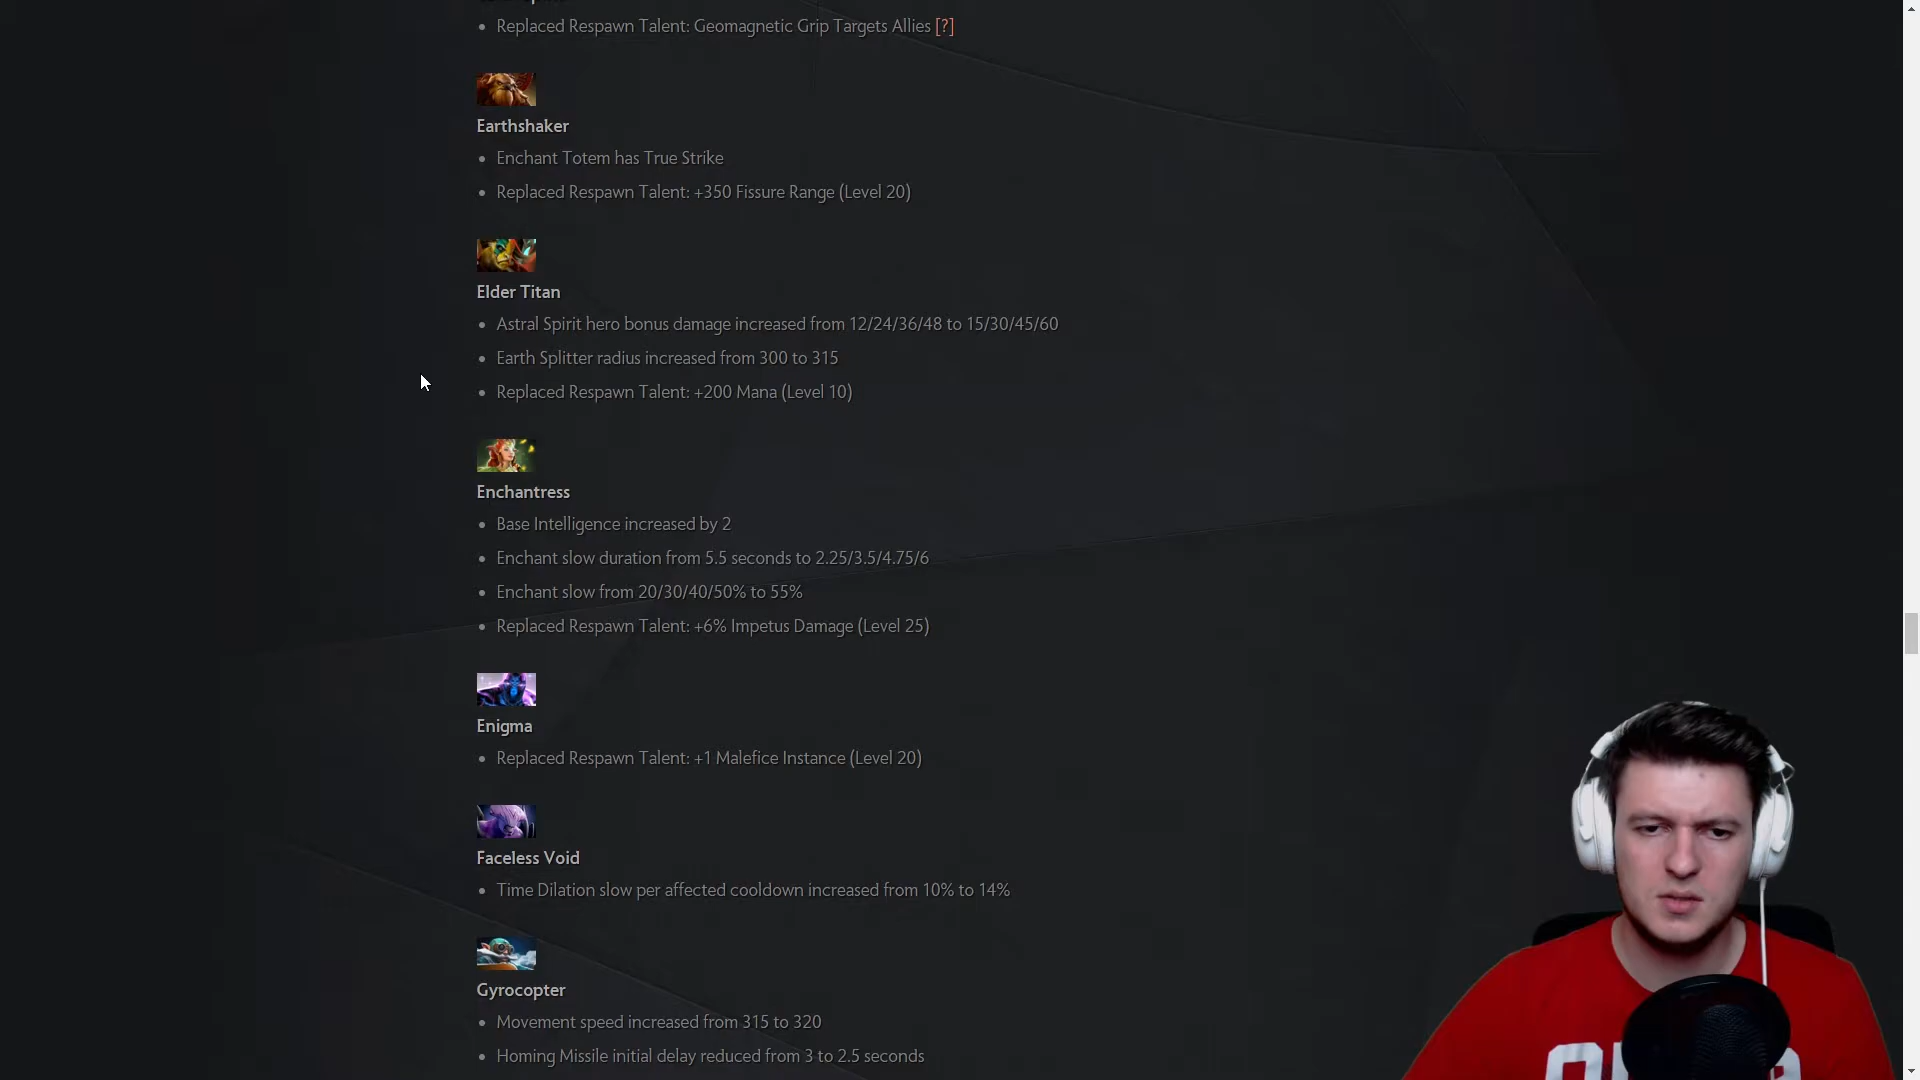 Replaced Respawn Talent: Geomagnetic Grip Targets Allies [?]
Earthshaker
Enchant Totem has True Strike
Replaced Respawn Talent: +350 Fissure Range (Level 20)
Elder Titan
Astral Spirit hero bonus damage increased from 12/24/36/48 to 15/30/45/60
Earth Splitter radius increased from 300 to 315
Replaced Respawn Talent: +200 Mana (Level 10)
Enchantress
Base Intelligence increased by 2
Enchant slow duration from 5.5 seconds to 2.25/3.5/4.75/6
Enchant slow from 20/30/40/50% to 55%
Replaced Respawn Talent: +6% Impetus Damage (Level 25)
Enigma
Replaced Respawn Talent: +1 Malefice Instance (Level 20)
Faceless Void
Time Dilation slow per affected cooldown increased from 10% to 14%
Gyrocopter
Movement speed increased from 315 to 320
Homing Missile initial delay reduced from 3 to 2.5 seconds